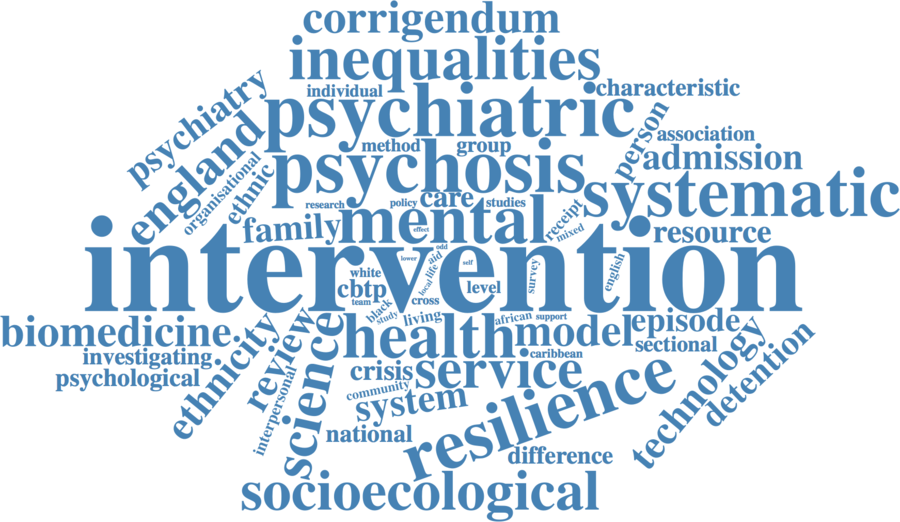 corrigendum
inequalities
psychiatry
individual
characteristic
psychiatric
person
england
method
group
association
organisational
ethnic
psychosis
admission
systematic
research
policy
care
studies
receipt
mixed
family
mental
effect
resource
intervention
odd
aid
lower
self
life
local
white
survey
english
cbtp
level
team
cross
black
study
living
african
support
biomedicine
ethnicity
review
science
health
model
episode
sectional
technology
detention
investigating
caribbean
psychological
crisis
service
community
interpersonal
system
resilience
national
difference
socioecological